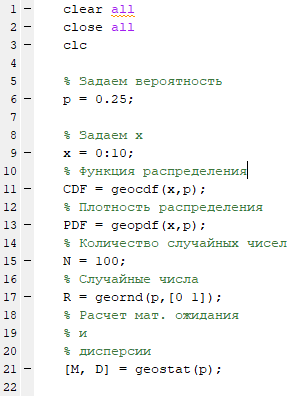 1 − clear all
2 − close all
3 − clc
4
5 % Задаем вероятность
6 − p = 0.25;
7
8 % Задаем x
9 − x = 0:10;
10 % Функция распределения
11 − CDF = geocdf(x,p);
12 % Плотность распределения
13 − PDF = geopdf(x,p);
14 % Количество случайных чисел
15 − N = 100;
16 % Случайные числа
17 − R = geornd(p,[0 1]);
18 % Расчет мат. ожидания
19 % и
20 % дисперсии
21 − [M, D] = geostat(p);
22